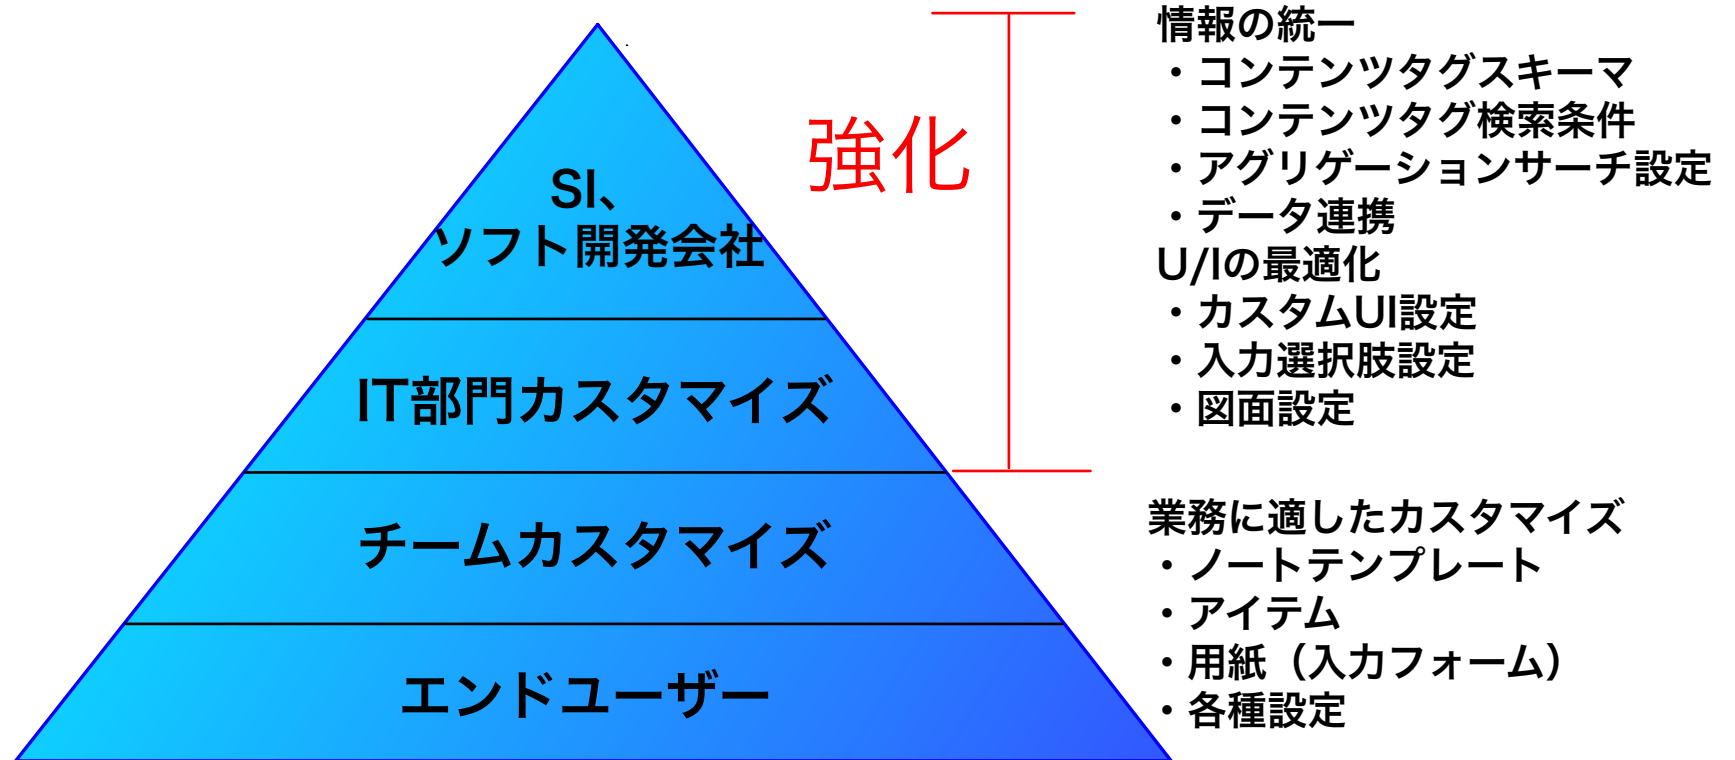 SI、
ソフト開発会社
IT部門カスタマイズ
チームカスタマイズ
エンドユーザー
強化
情報の統一
・コンテンツタグスキーマ
・コンテンツタグ検索条件
・アグリゲーションサーチ設定
・データ連携
U/Iの最適化
・カスタムUI設定
・入力選択肢設定
・図面設定
業務に適したカスタマイズ
・ノートテンプレート
・アイテム
・用紙（入力フォーム）
・各種設定